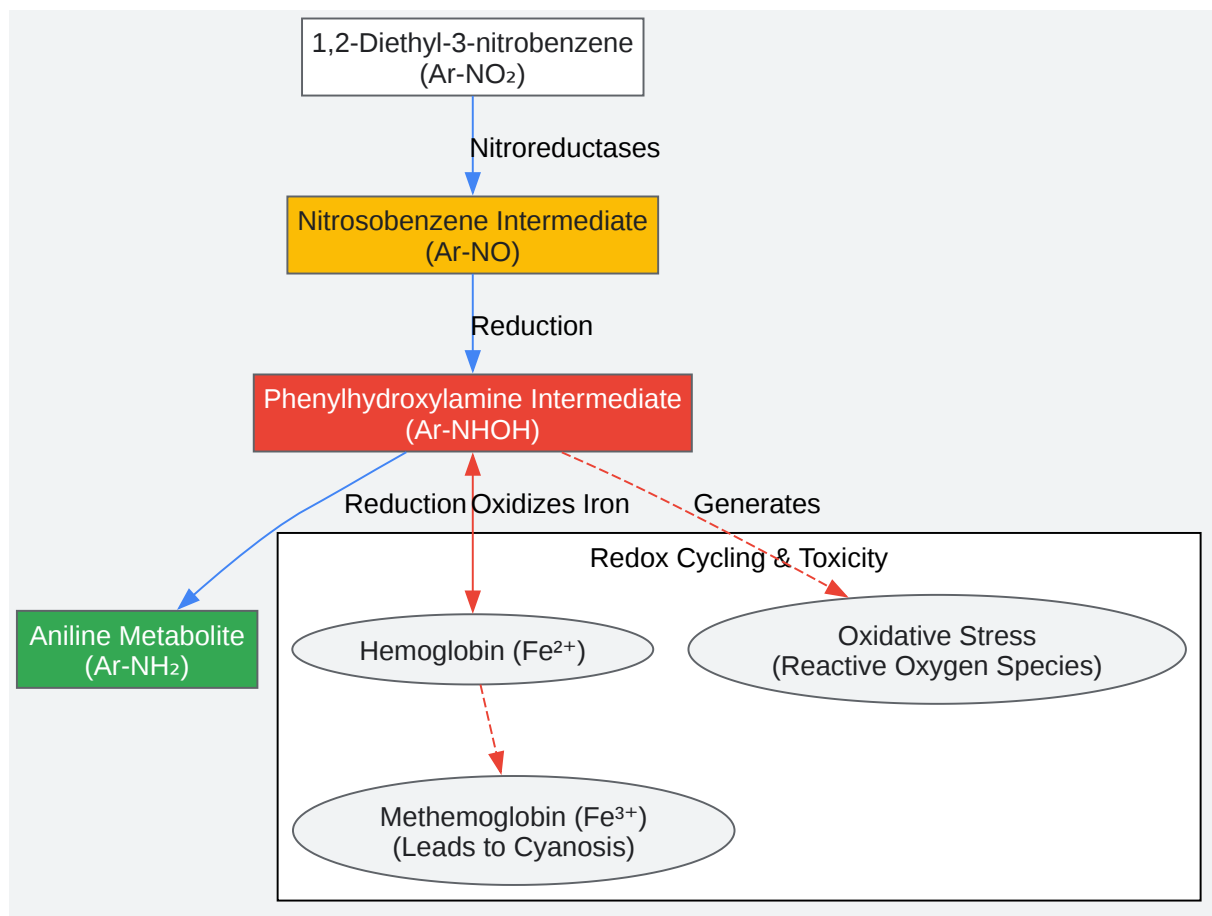 1,2-Diethyl-3-nitrobenzene
(Ar-NO₂)
Nitroreductases
Nitrosobenzene Intermediate
(Ar-NO)
Reduction
Phenylhydroxylamine Intermediate
(Ar-NHOH)
Reduction
Oxidizes Iron
Generates
Redox Cycling & Toxicity
Aniline Metabolite
(Ar-NH₂)
Hemoglobin (Fe²⁺)
Oxidative Stress
(Reactive Oxygen Species)
Methemoglobin (Fe³⁺)
(Leads to Cyanosis)